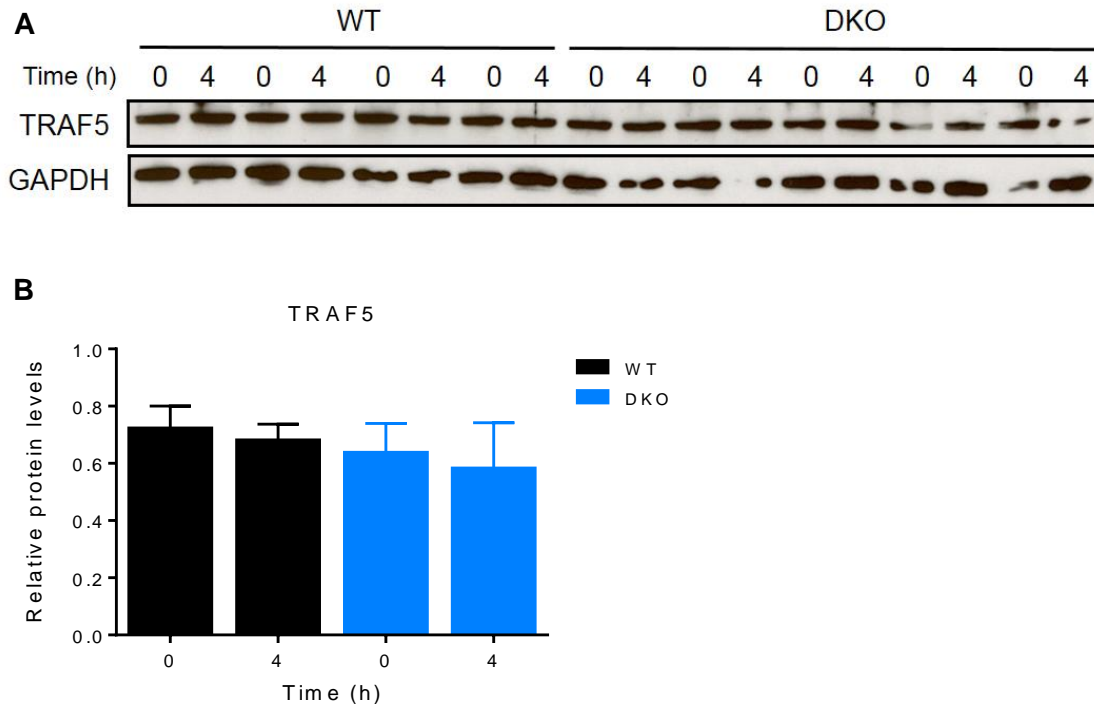 A
WT DKO
Time (h) 0 4 0 4 0 4 0 4 0 4 0 4 0 4 0 4 0 4
TRAF5
GAPDH
B
TRAF5
1.0
0.8
0.6
0.4
0.2
0.0
Relative protein levels
0 4 0 4
Time (h)
WT
DKO